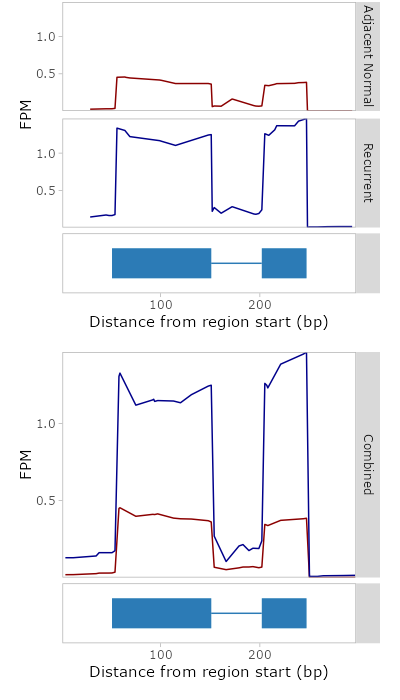 Adjacent Normal
1.0
0.5
FPM
Recurrent
1.0
0.5
100
200
Distance from region start (bp)
Combined
1.0
FPM
0.5
100
200
Distance from region start (bp)